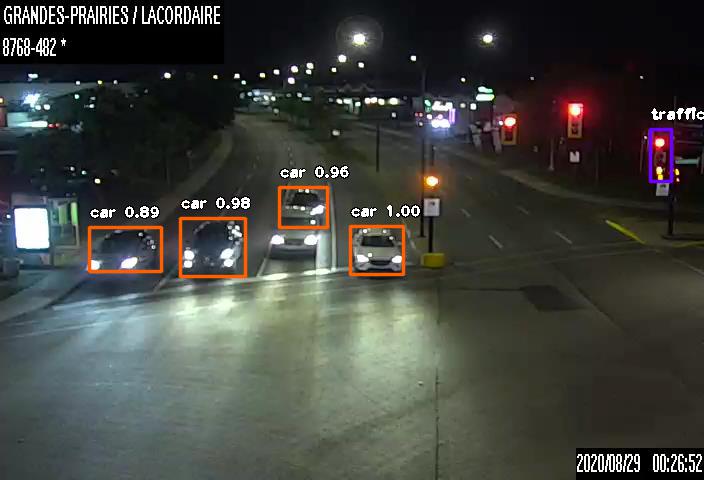 GRANDES-PRAIRIES / LACORDAIRE
8768-482 *
traffic
car 0.96
car 0.89
car 0.98
car 1.00
2020/08/29 00:26:52